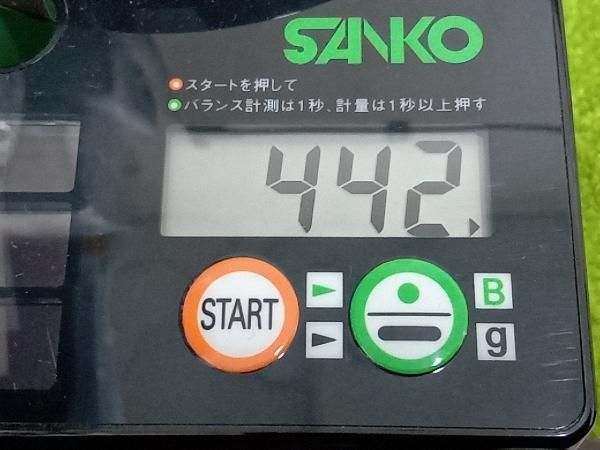 SANKO
スタートを押して
バランス計測は1秒、計量は1秒以上押す
442.
START
B
g